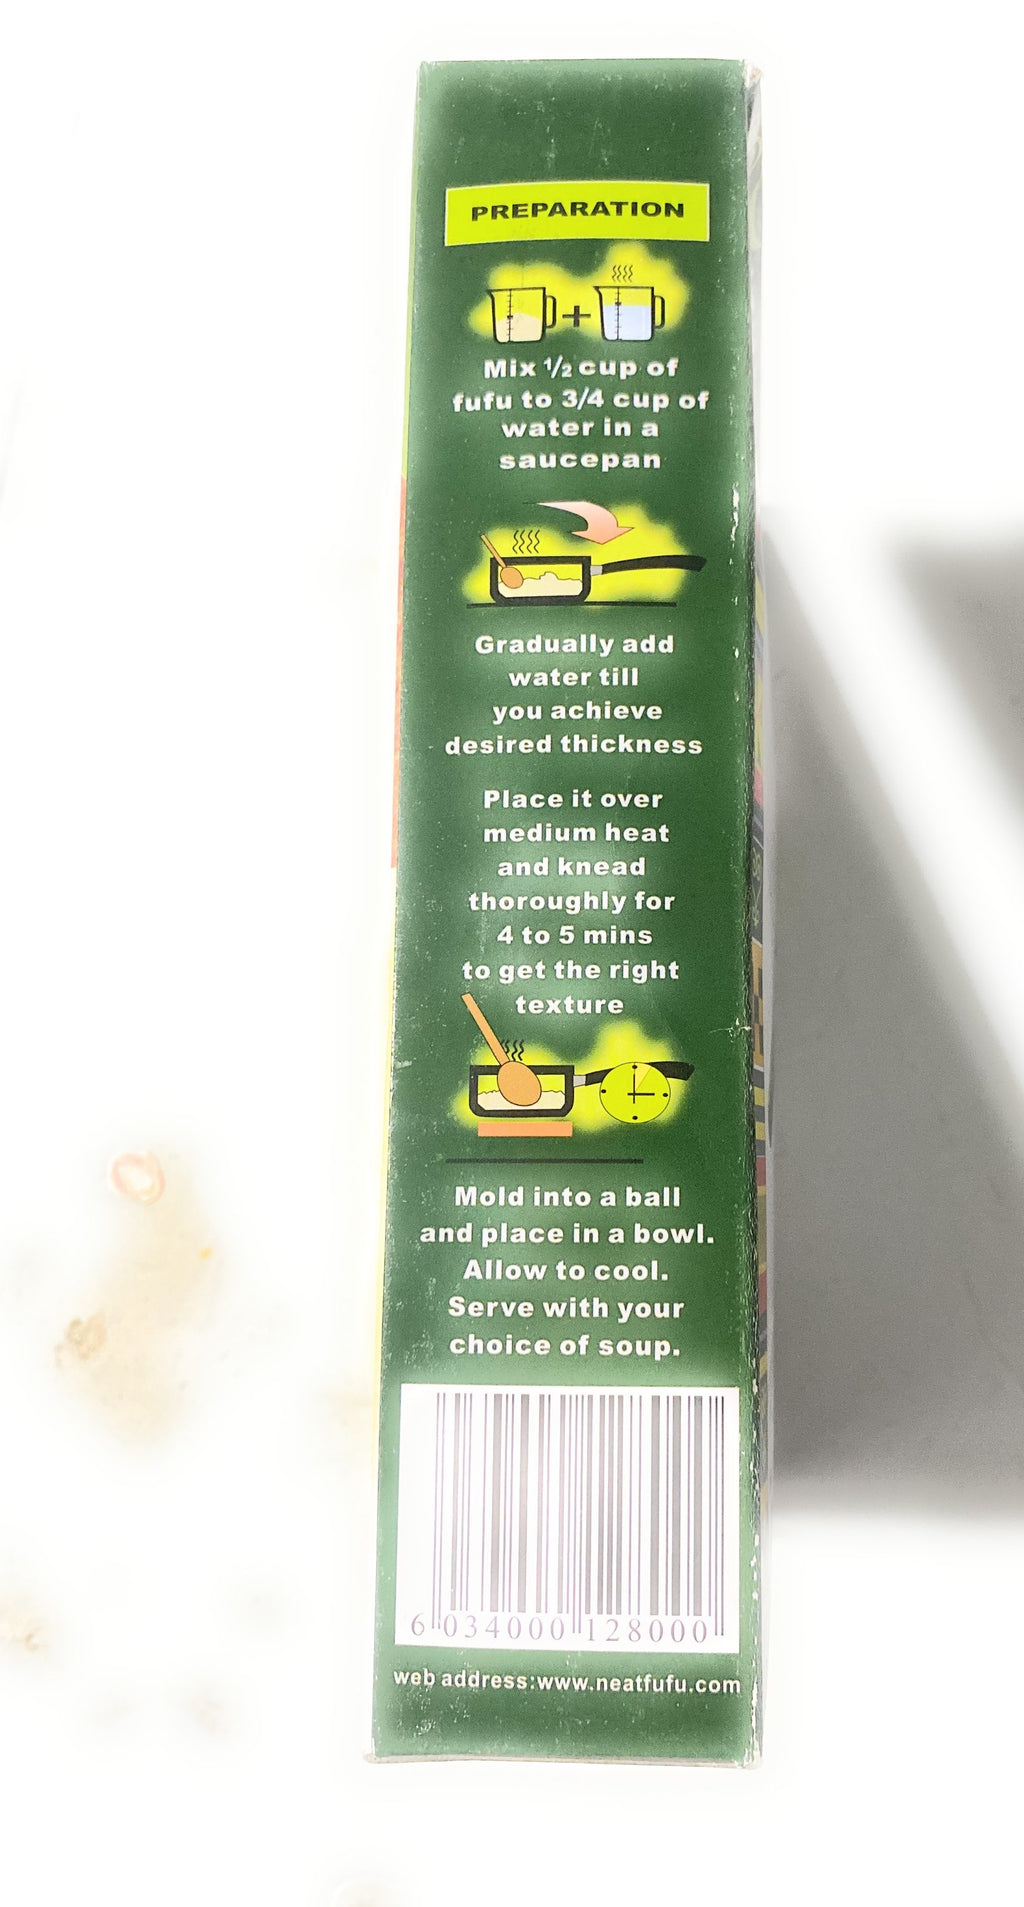 PREPARATION
Mix ½ cup of
fufu to 3/4 cup of
water in a
saucepan
Gradually add
water till
you achieve
desired thickness
Place it over
medium heat
and knead
thoroughly for
4 to 5 mins
to get the right
texture
Mold into a ball
and place in a bowl.
Allow to cool.
Serve with your
choice of soup.
6 034000 128000
web address:www.neatfufu.com